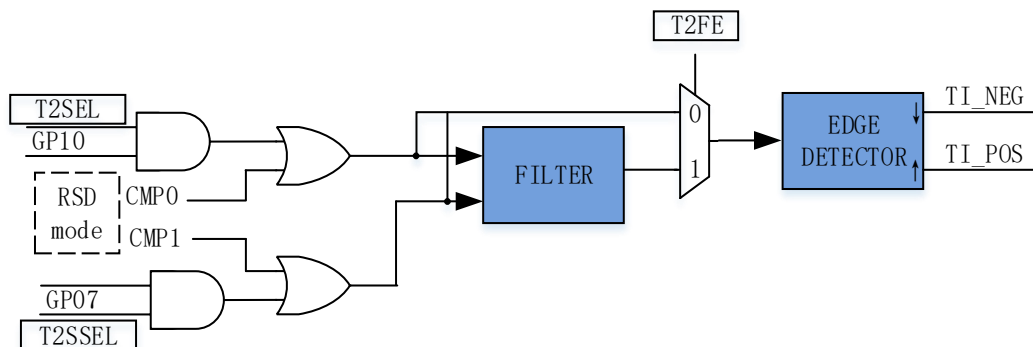 T2FE
T2SEL
GP10
TI_NEG
0
EDGE
DETECTOR
FILTER
1
TI_POS
RSD
mode
CMP0
CMP1
GP07
T2SSEL